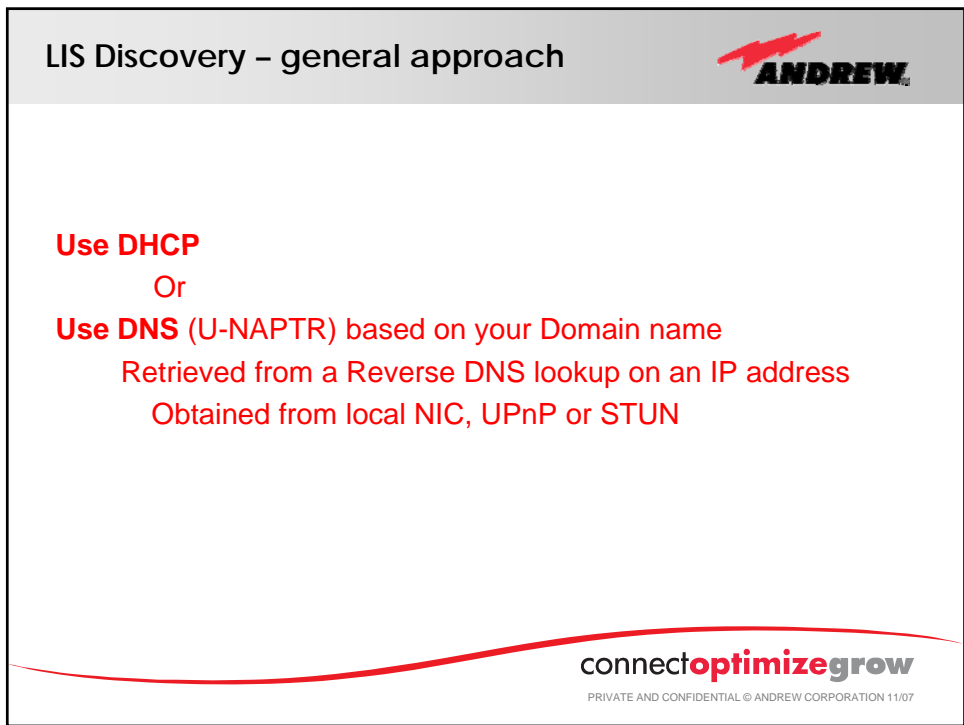 LIS Discovery – general approach
ANDREW.
Use DHCP
Or
Use DNS (U-NAPTR) based on your Domain name
Retrieved from a Reverse DNS lookup on an IP address
Obtained from local NIC, UPnP or STUN
connectoptimizegrow
PRIVATE AND CONFIDENTIAL © ANDREW CORPORATION 11/07